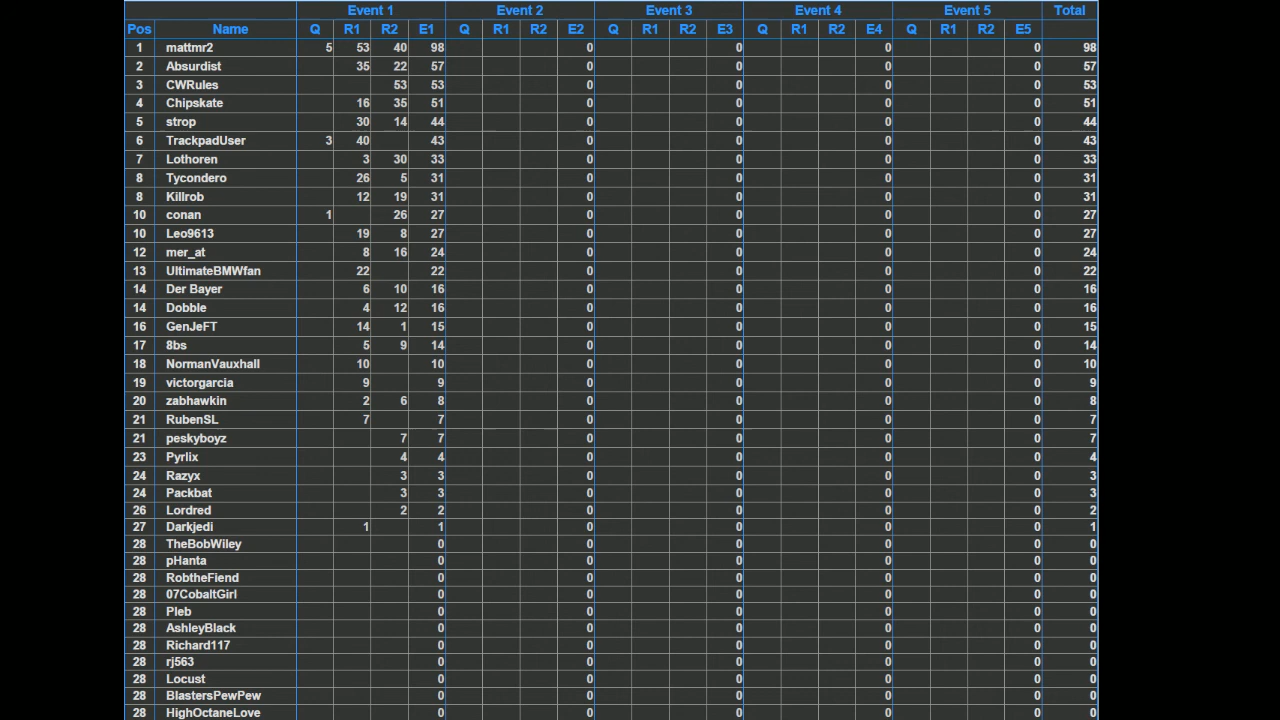 Event 1 Event 2 Event 3 Event 4 Event 5 Total
Pos Name Q R1 R2 E1 Q R1 R2 E2 Q R1 R2 E3 Q R1 R2 E4 Q R1 R2 E5
1 mattmr2 5 53 40 98 0 0 0 0 98
2 Absurdist 35 22 57 0 0 0 0 57
3 CWRules 53 53 0 0 0 0 53
4 Chipskate 16 35 51 0 0 0 0 51
5 strop 30 14 44 0 0 0 0 44
6 TrackpadUser 3 40 43 0 0 0 0 43
7 Lothoren 3 30 33 0 0 0 0 33
8 Tycondero 26 5 31 0 0 0 0 31
8 Killrob 12 19 31 0 0 0 0 31
10 conan 1 26 27 0 0 0 0 27
10 Leo9613 19 8 27 0 0 0 0 27
12 mer_at 8 16 24 0 0 0 0 24
13 UltimateBMWfan 22 22 0 0 0 0 22
14 Der Bayer 6 10 16 0 0 0 0 16
14 Dobble 4 12 16 0 0 0 0 16
16 GenJeFT 14 1 15 0 0 0 0 15
17 8bs 5 9 14 0 0 0 0 14
18 NormanVauxhall 10 10 0 0 0 0 10
19 victorgarcia 9 9 0 0 0 0 9
20 zabhawkin 2 6 8 0 0 0 0 8
21 RubenSL 7 7 0 0 0 0 7
21 peskyboyz 7 7 0 0 0 0 7
23 Pyrlix 4 4 0 0 0 0 4
24 Razyx 3 3 0 0 0 0 3
24 Packbat 3 3 0 0 0 0 3
26 Lordred 2 2 0 0 0 0 2
27 Darkjedi 1 1 0 0 0 0 1
28 TheBobWiley 0 0 0 0 0 0
28 pHanta 0 0 0 0 0 0
28 RobtheFiend 0 0 0 0 0 0
28 07CobaltGirl 0 0 0 0 0 0
28 Pleb 0 0 0 0 0 0
28 AshleyBlack 0 0 0 0 0 0
28 Richard117 0 0 0 0 0 0
28 rj563 0 0 0 0 0 0
28 Locust 0 0 0 0 0 0
28 BlastersPewPew 0 0 0 0 0 0
28 HighOctaneLove 0 0 0 0 0 0